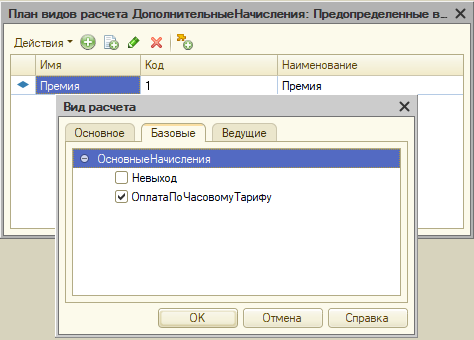 План видов расчета ДополнительныеНачисления: Предопределенные в...
Действия
Имя Код Наименование
Премия 1 Премия
Вид расчета
Основное Базовые Ведущие
ОсновныеНачисления
Невыход
ОплатаПоЧасовомуТарифу
OK Отмена Справка